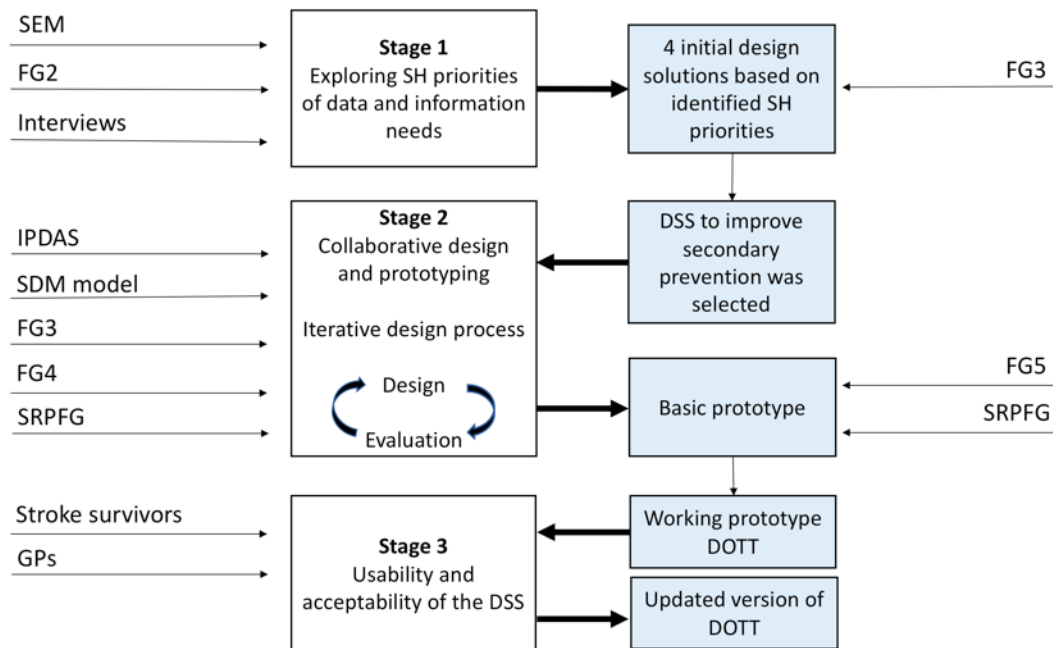 SEM
FG2
Interviews
Stage 1
Exploring SH priorities
of data and information
needs
4 initial design
solutions based on
identified SH
priorities
FG3
IPDAS
SDM model
FG3
FG4
SRPFG
Stage 2
Collaborative design
and prototyping
Iterative design process
Design
Evaluation
DSS to improve
secondary
prevention was
selected
Basic prototype
FG5
SRPFG
Stroke survivors
GPs
Stage 3
Usability and
acceptability of the DSS
Working prototype
DOTT
Updated version of
DOTT